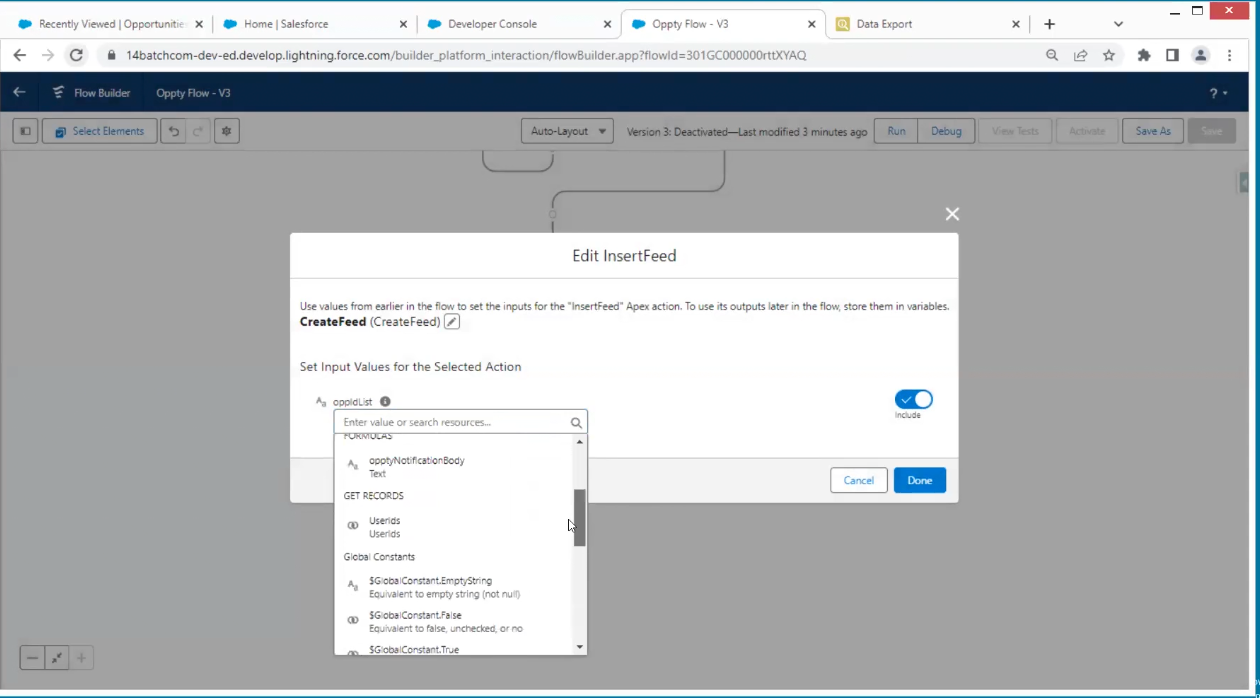 Recently Viewed | Opportunities
Home | Salesforce
Developer Console
Oppty Flow - V3
Data Export
14batchcom-dev-ed.develop.lightning.force.com/builder_platform_interaction/flowBuilder.app?flowId=301GC000000rttXYAQ
Flow Builder
Oppty Flow - V3
?
Select Elements
Auto-Layout
Version 3: Deactivated—Last modified 3 minutes ago
Run
Debug
View Tests
Activate
Save As
Save
Edit InsertFeed
Use values from earlier in the flow to set the inputs for the "InsertFeed" Apex action. To use its outputs later in the flow, store them in variables.
CreateFeed (CreateFeed)
Set Input Values for the Selected Action
Aa oppIdList
Include
Enter value or search resources...
FORMULAS
Aa opptyNotificationBody
Text
GET RECORDS
UserIds
UserIds
Global Constants
Aa $GlobalConstant.EmptyString
Equivalent to empty string (not null)
$GlobalConstant.False
Equivalent to false, unchecked, or no
$GlobalConstant.True
Cancel
Done